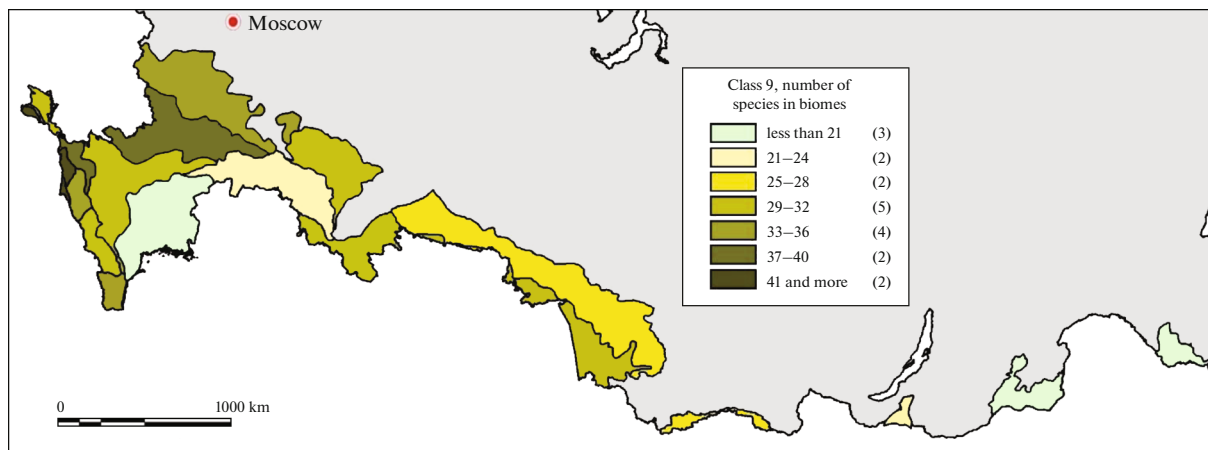 Moscow
Class 9, number of
species in biomes
less than 21 (3)
21–24 (2)
25–28 (2)
29–32 (5)
33–36 (4)
37–40 (2)
41 and more (2)
0 1000 km